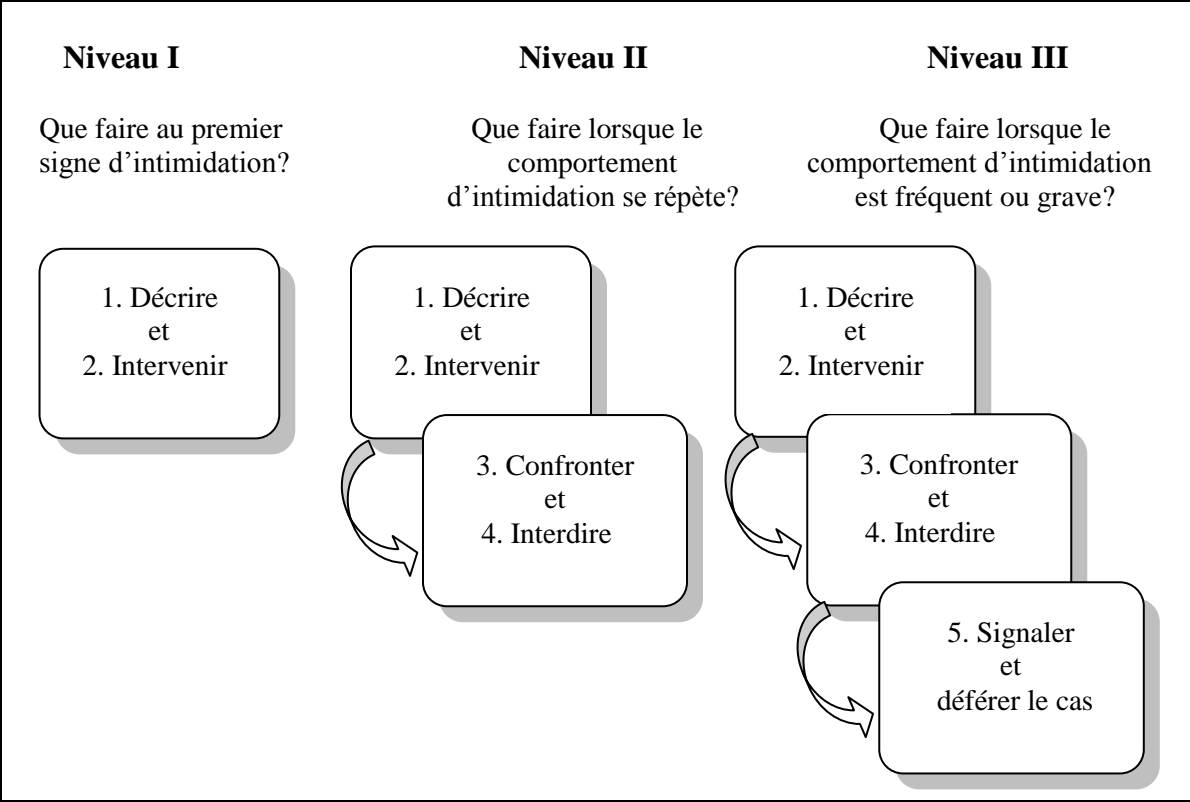 Niveau I
Que faire au premier
signe d’intimidation?
1. Décrire
et
2. Intervenir
Niveau II
Que faire lorsque le
comportement
d’intimidation se répète?
1. Décrire
et
2. Intervenir
3. Confronter
et
4. Interdire
Niveau III
Que faire lorsque le
comportement d’intimidation
est fréquent ou grave?
1. Décrire
et
2. Intervenir
3. Confronter
et
4. Interdire
5. Signaler
et
déférer le cas